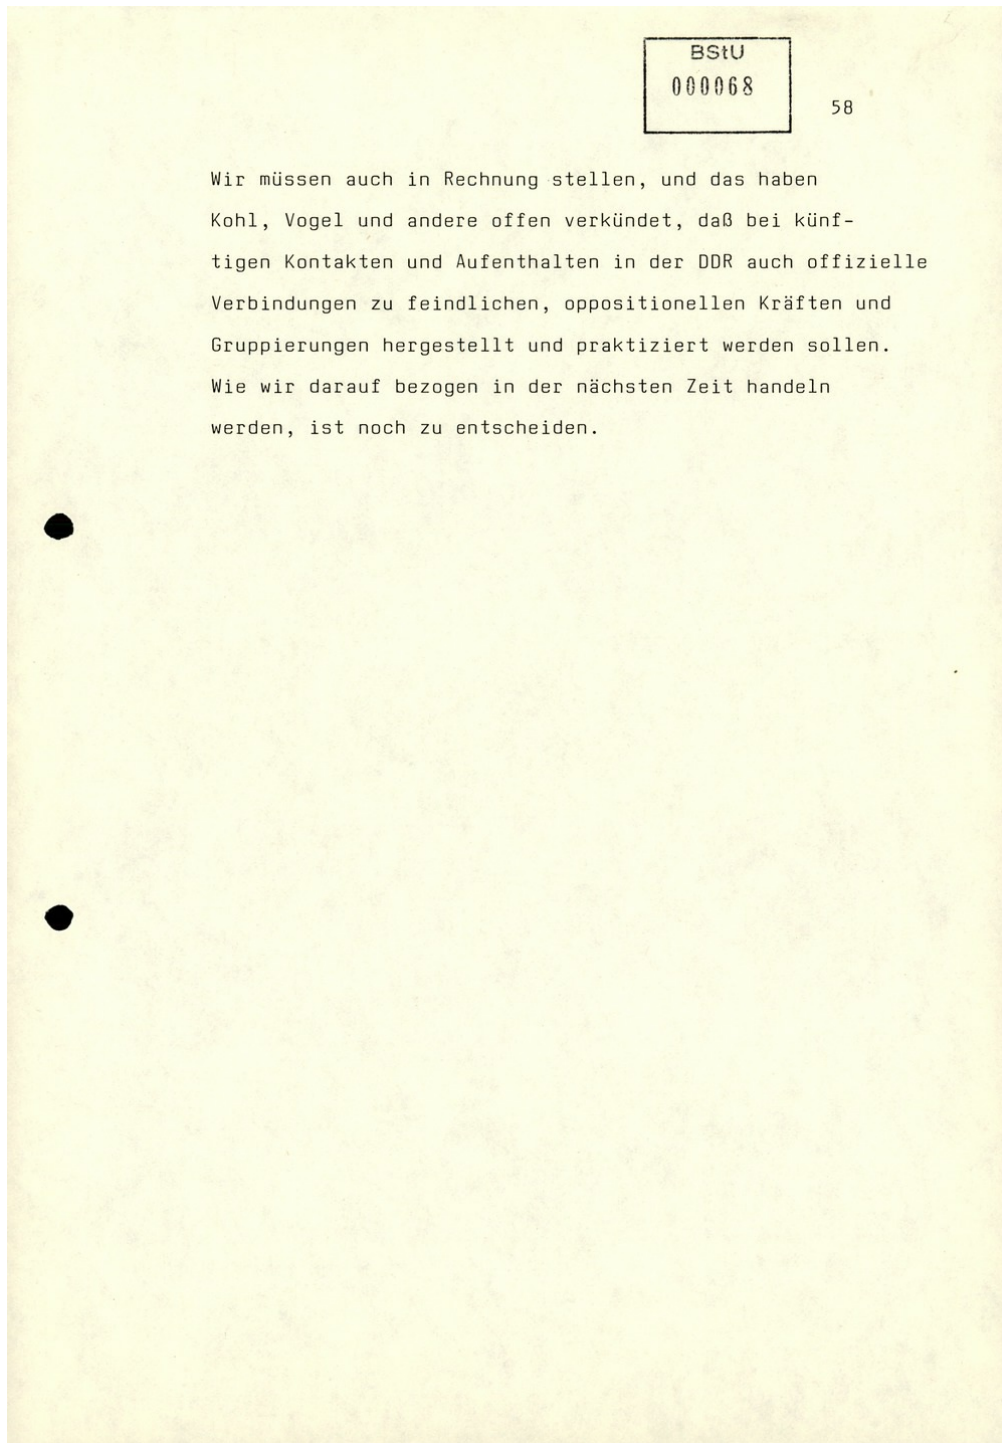 BStU
000068
58
Wir müssen auch in Rechnung stellen, und das haben
Kohl, Vogel und andere offen verkündet, daß bei künf-
tigen Kontakten und Aufenthalten in der DDR auch offizielle
Verbindungen zu feindlichen, oppositionellen Kräften und
Gruppierungen hergestellt und praktiziert werden sollen.
Wie wir darauf bezogen in der nächsten Zeit handeln
werden, ist noch zu entscheiden.